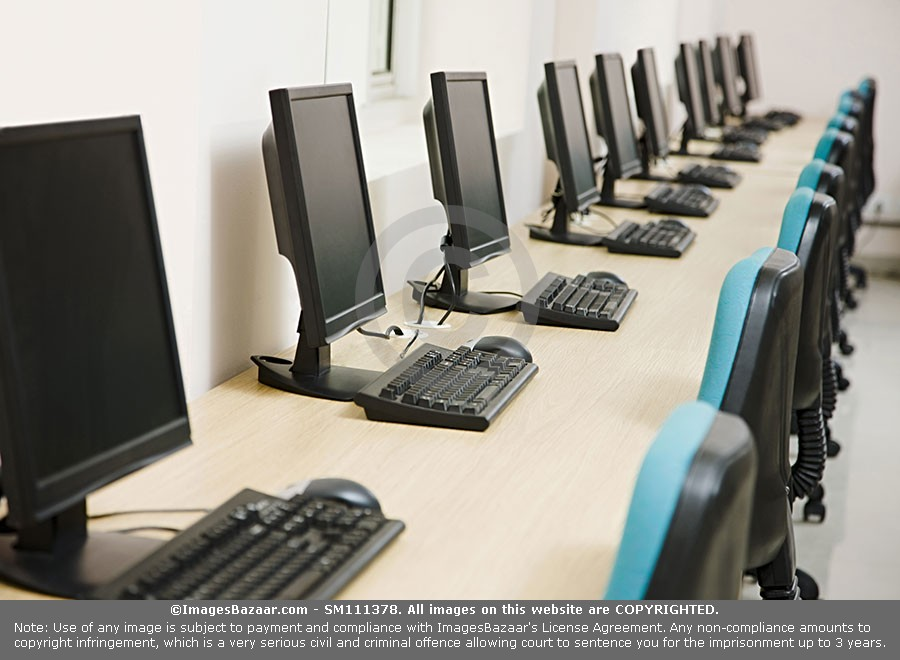 ©ImagesBazaar.com - SM111378. All images on this website are COPYRIGHTED.
Note: Use of any image is subject to payment and compliance with ImagesBazaar's License Agreement. Any non-compliance amounts to
copyright infringement, which is a very serious civil and criminal offence allowing court to sentence you for the imprisonment up to 3 years.